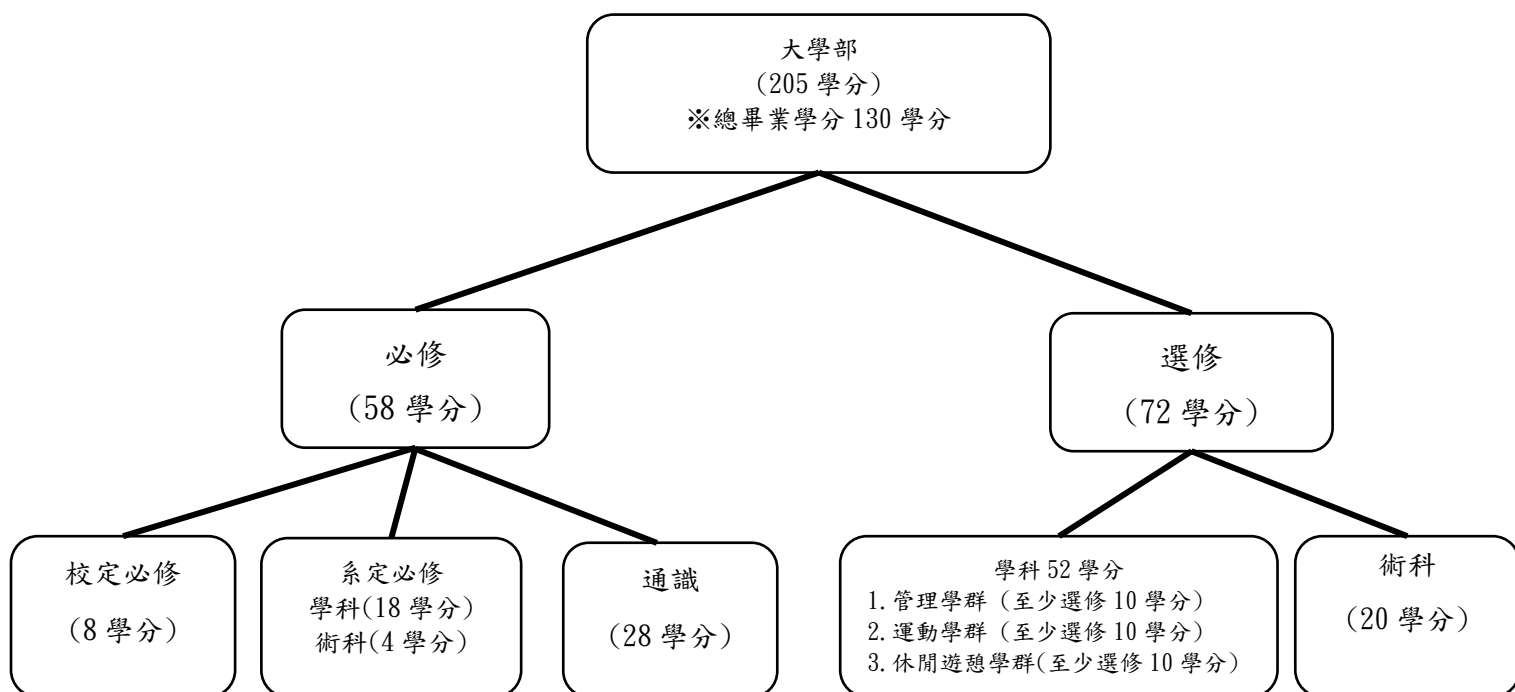 大學部
(205 學分)
※總畢業學分 130 學分
必修
(58 學分)
選修
(72 學分)
校定必修
(8 學分)
系定必修
學科(18 學分)
術科(4 學分)
通識
(28 學分)
學科 52 學分
1. 管理學群 (至少選修 10 學分)
2. 運動學群 (至少選修 10 學分)
3. 休閒遊憩學群(至少選修 10 學分)
術科
(20 學分)